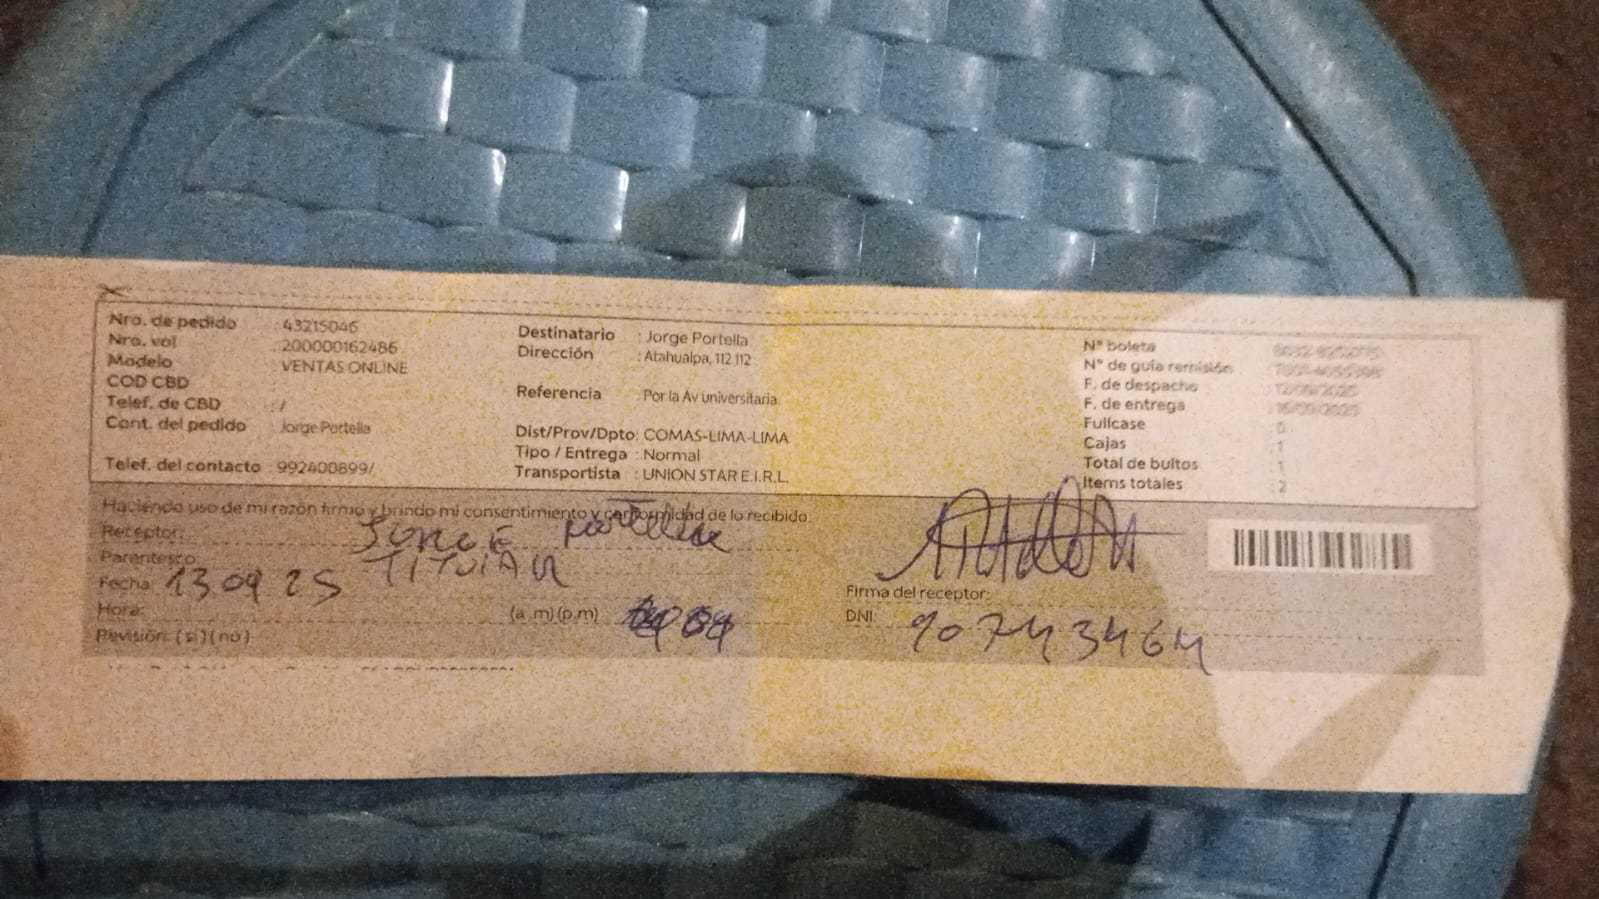 Nro. de pedido : 43215046
Nro. vol : 200000162486
Modelo : VENTAS ONLINE
COD CBD
Telef. de CBD : /
Cont. del pedido Jorge Portella
Telef. del contacto : 992400899/
Destinatario : Jorge Portella
Dirección : Atahualpa, 112 112
Referencia : Por la Av universitaria
Dist/Prov/Dpto: COMAS-LIMA-LIMA
Tipo / Entrega : Normal
Transportista : UNION STAR E.I.R.L.
N° boleta
N° de guía remisión
F. de despacho
F. de entrega
Fullcase : 0
Cajas : 1
Total de bultos : 1
Items totales : 2
Haciendo uso de mi razón firmo y brindo mi consentimiento y conformidad de lo recibido:
Receptor: JORGE Portella
Parentesco TITULAR
Fecha: 13 09 25
Hora: (a .m) (p.m)
Revisión: ( si ) ( no )
Firma del receptor:
DNI: 90743464